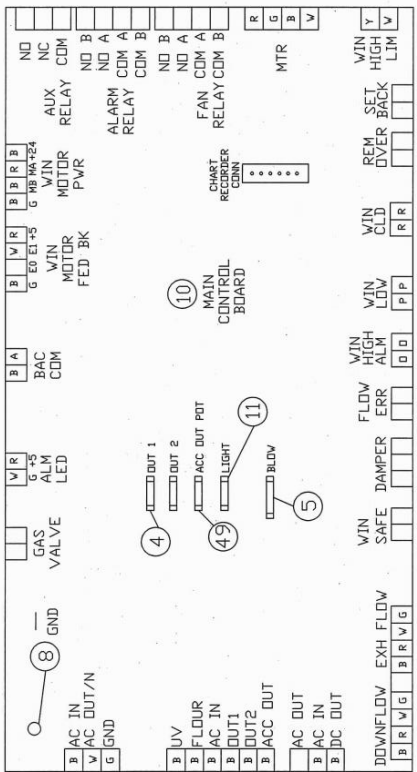 B AC IN
W AC OUT/N
G GND
8
GND
GAS
VALVE
W R
G +5
ALM
LED
B A
BAC
COM
B W R
G E0 E1 +5
WIN
MOTOR
FED BK
B B R B
G MB MA +24
WIN
MOTOR
PWR
NO
NC
COM
AUX
RELAY
NO B
NO A
ALARM COM A
RELAY COM B
NO B
NO A
FAN COM A
RELAY COM B
R
G
B
W
MTR
Y WIN
HIGH
W LIM
B UV
B FLOUR
B AC IN
B OUT1
B OUT2
B ACC OUT
AC OUT
B AC IN
B DC OUT
4
OUT 1
OUT 2
49
ACC OUT POT
LIGHT
11
5
BLOW
10
MAIN
CONTROL
BOARD
CHART
RECORDER
CONN
DOWNFLOW
B R W G
EXH FLOW
B R W G
WIN
SAFE
DAMPER
FLOW
ERR
WIN
HIGH
ALM
O O
WIN
LOW
P P
WIN
CLD
R R
REM
OVER
SET
BACK